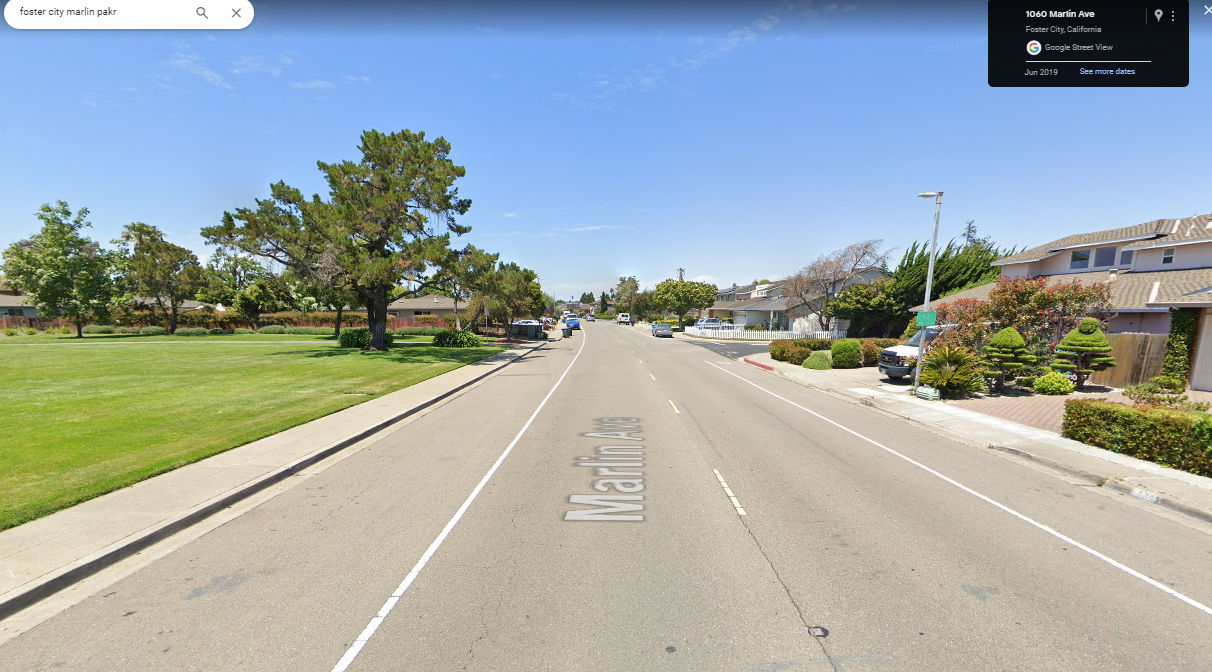 foster city marlin pakr
1060 Marlin Ave
Foster City, California
Google Street View
Jun 2019
See more dates
Marlin Ave